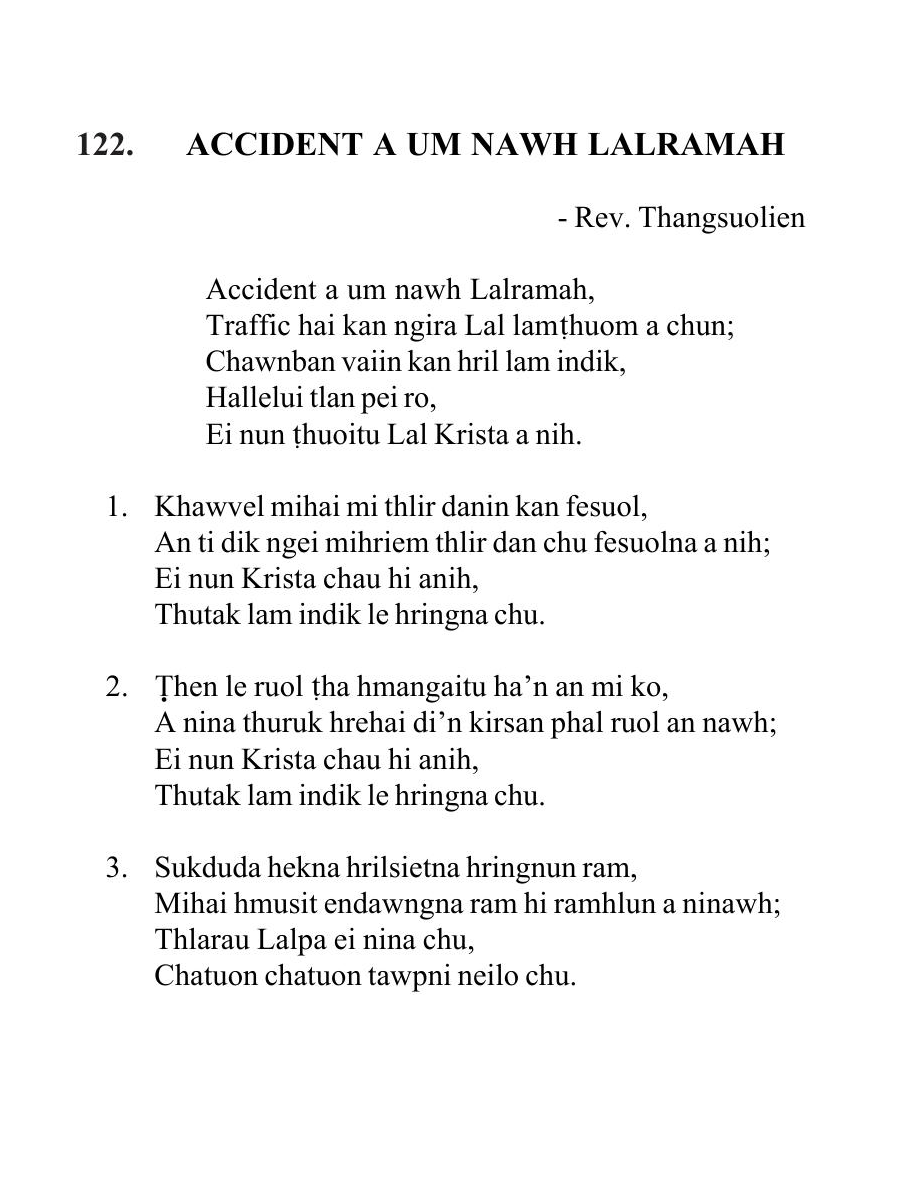 122. ACCIDENT A UM NAWH LALRAMAH
- Rev. Thangsuolien
Accident a um nawh Lalramah,
Traffic hai kan ngira Lal lamṭhuom a chun;
Chawnban vaiin kan hril lam indik,
Hallelui tlan pei ro,
Ei nun ṭhuoitu Lal Krista a nih.
1. Khawvel mihai mi thlir danin kan fesuol,
An ti dik ngei mihriem thlir dan chu fesuolna a nih;
Ei nun Krista chau hi anih,
Thutak lam indik le hringna chu.
2. Ṭhen le ruol ṭha hmangaitu ha’n an mi ko,
A nina thuruk hrehai di’n kirsan phal ruol an nawh;
Ei nun Krista chau hi anih,
Thutak lam indik le hringna chu.
3. Sukduda hekna hrilsietna hringnun ram,
Mihai hmusit endawngna ram hi ramhlun a ninawh;
Thlarau Lalpa ei nina chu,
Chatuon chatuon tawpni neilo chu.